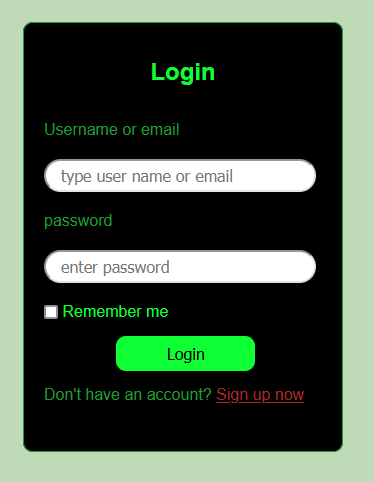 Login
Username or email
type user name or email
password
enter password
Remember me
Login
Don't have an account? Sign up now